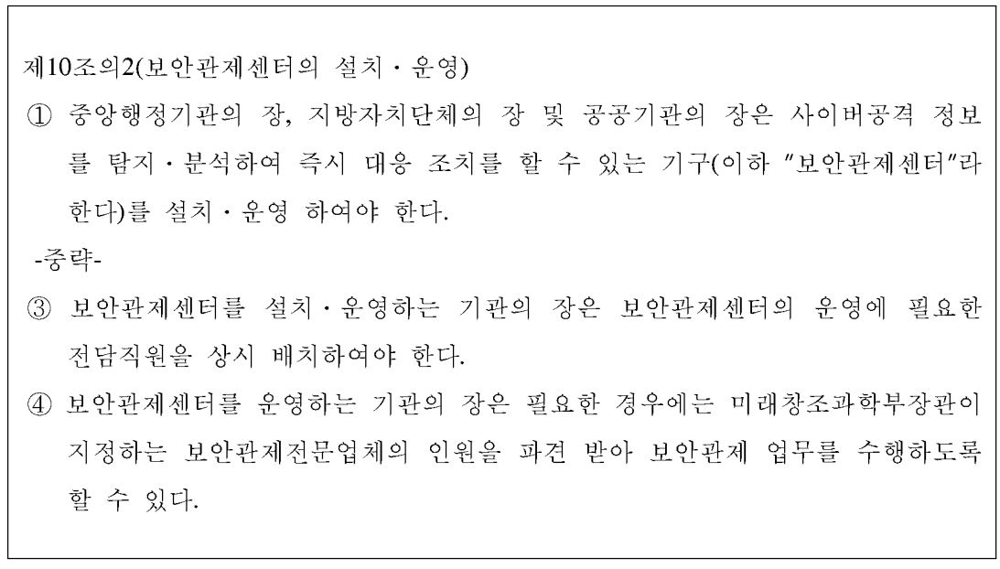 제10조의2(보안관제센터의 설치・운영)
① 중앙행정기관의 장, 지방자치단체의 장 및 공공기관의 장은 사이버공격 정보
를 탐지・분석하여 즉시 대응 조치를 할 수 있는 기구(이하 "보안관제센터"라
한다)를 설치・운영 하여야 한다.
-중략-
③ 보안관제센터를 설치・운영하는 기관의 장은 보안관제센터의 운영에 필요한
전담직원을 상시 배치하여야 한다.
④ 보안관제센터를 운영하는 기관의 장은 필요한 경우에는 미래창조과학부장관이
지정하는 보안관제전문업체의 인원을 파견 받아 보안관제 업무를 수행하도록
할 수 있다.